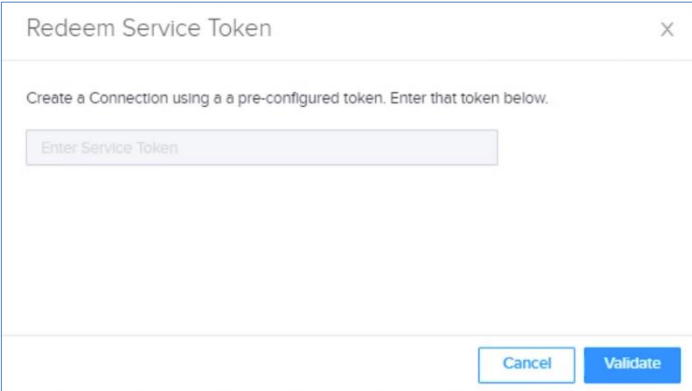 Redeem Service Token
X
Create a Connection using a a pre-configured token. Enter that token below.
Enter Service Token
Cancel Validate